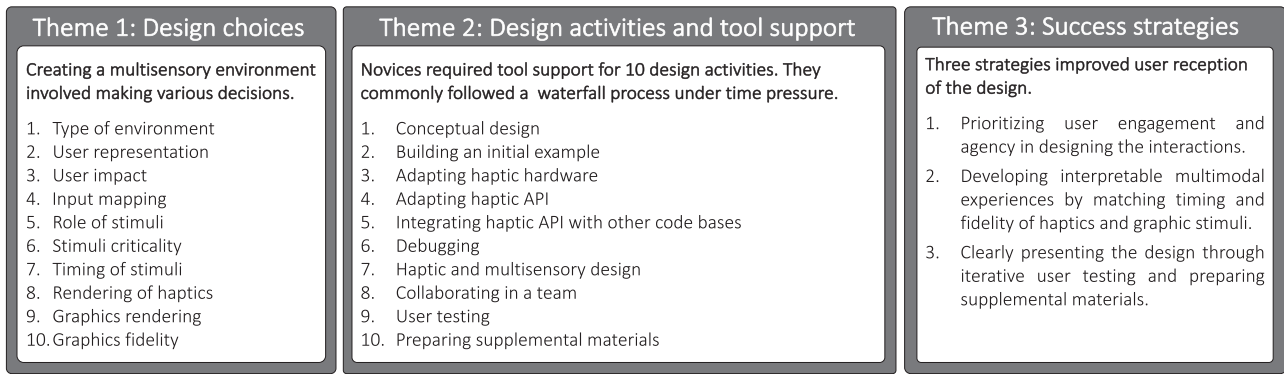 Theme 1: Design choices
Creating a multisensory environment
involved making various decisions.
1. Type of environment
2. User representation
3. User impact
4. Input mapping
5. Role of stimuli
6. Stimuli criticality
7. Timing of stimuli
8. Rendering of haptics
9. Graphics rendering
10. Graphics fidelity
Theme 2: Design activities and tool support
Novices required tool support for 10 design activities. They
commonly followed a waterfall process under time pressure.
1. Conceptual design
2. Building an initial example
3. Adapting haptic hardware
4. Adapting haptic API
5. Integrating haptic API with other code bases
6. Debugging
7. Haptic and multisensory design
8. Collaborating in a team
9. User testing
10. Preparing supplemental materials
Theme 3: Success strategies
Three strategies improved user reception
of the design.
1. Prioritizing user engagement and
agency in designing the interactions.
2. Developing interpretable multimodal
experiences by matching timing and
fidelity of haptics and graphic stimuli.
3. Clearly presenting the design through
iterative user testing and preparing
supplemental materials.